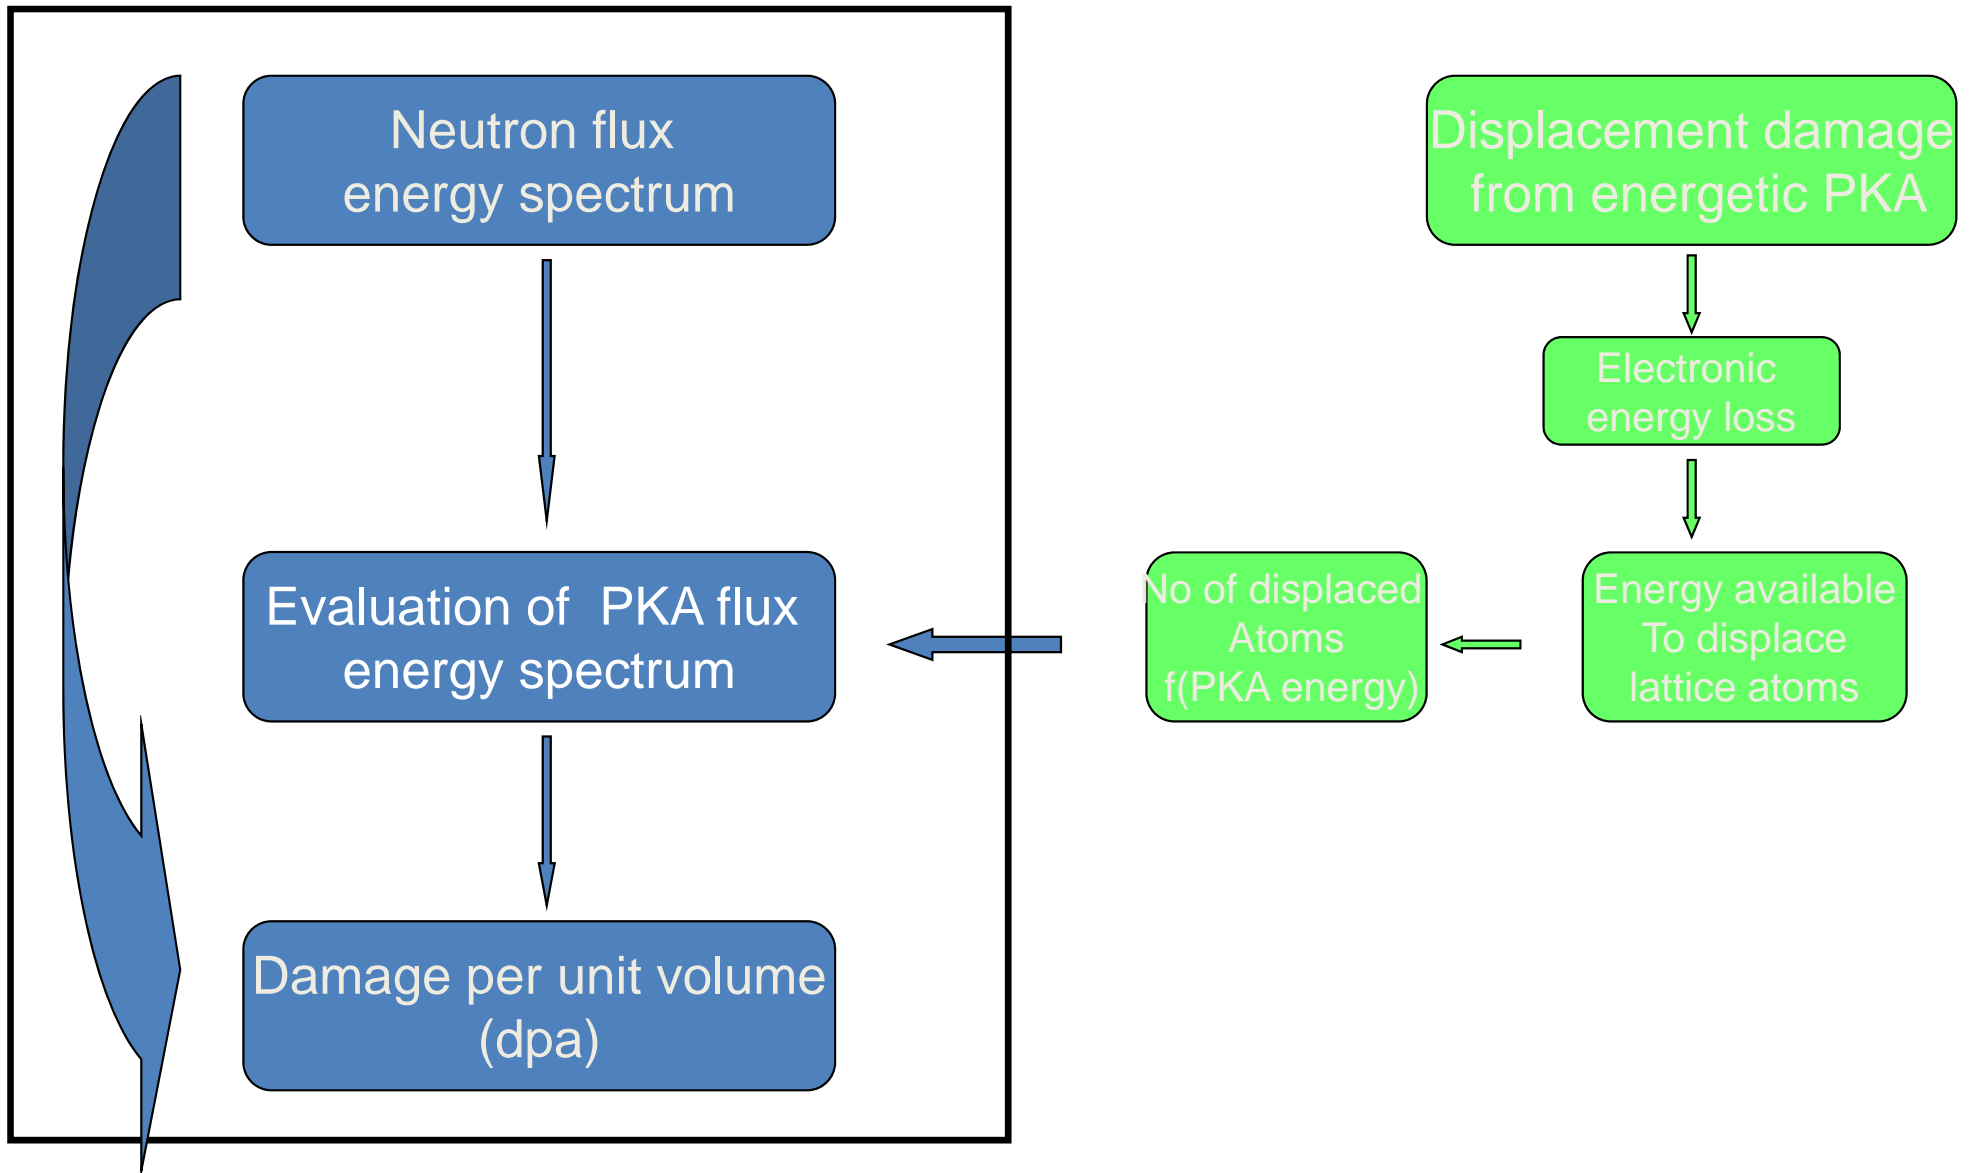 Neutron flux
energy spectrum
Evaluation of  PKA flux
energy spectrum
Damage per unit volume
(dpa)
Displacement damage
from energetic PKA
Electronic
energy loss
Energy available
To displace
lattice atoms
No of displaced
Atoms
f(PKA energy)